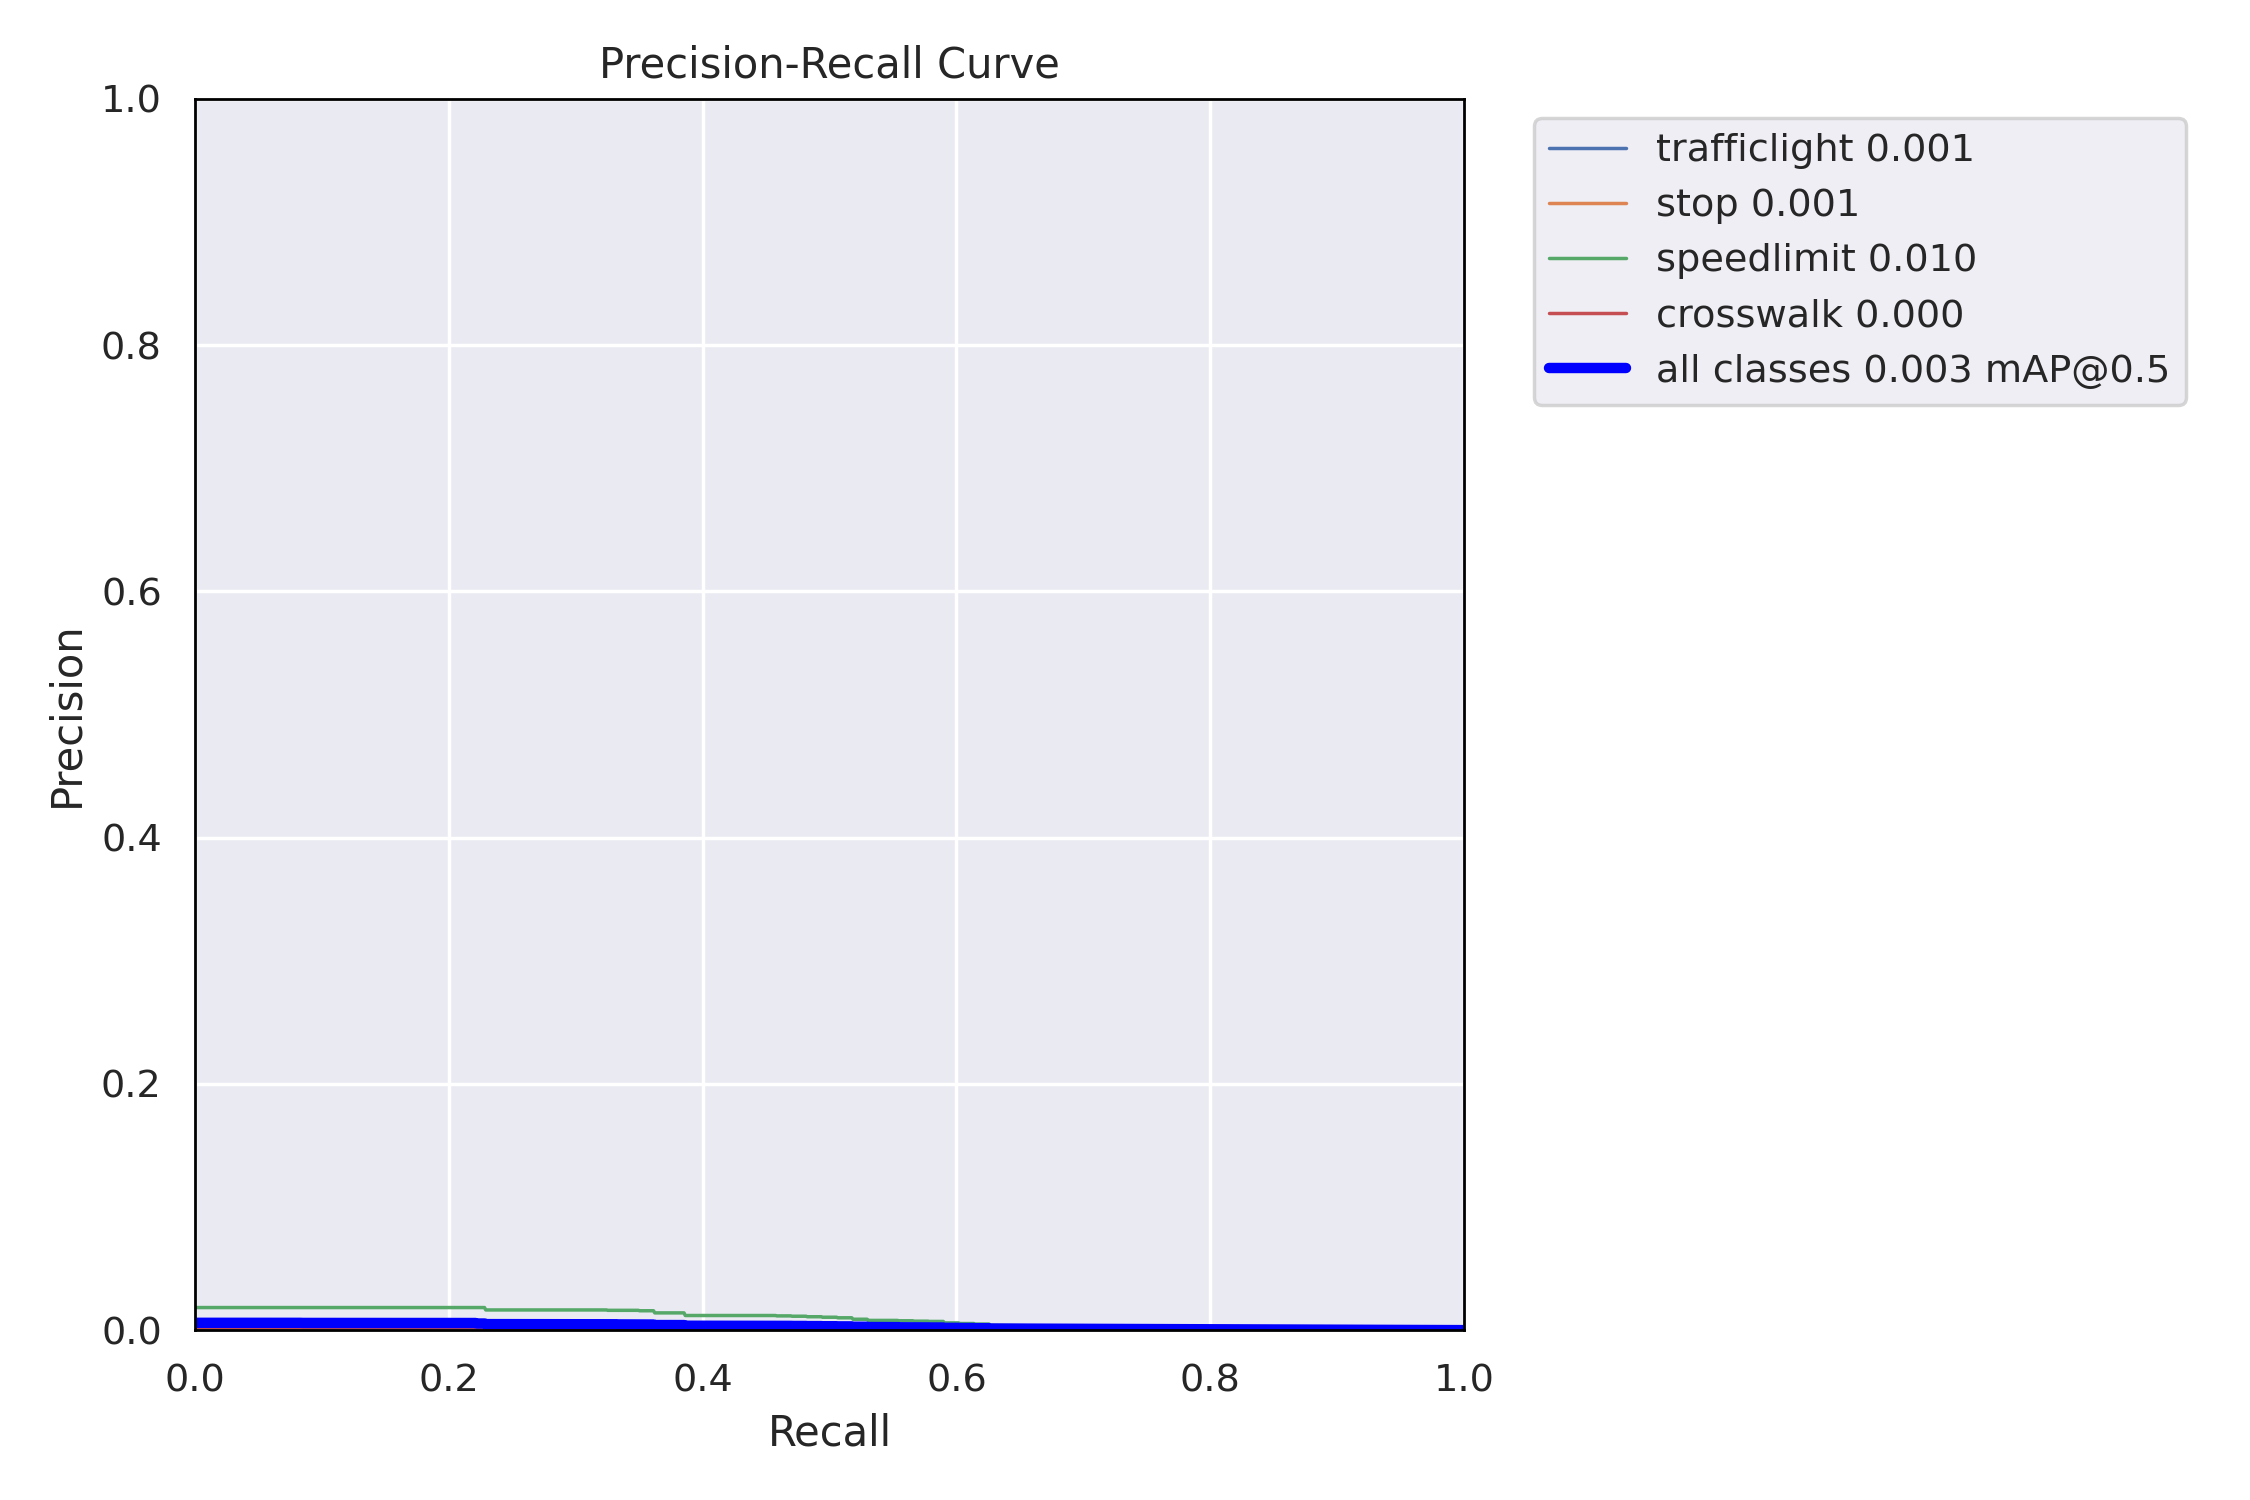 Precision-Recall Curve
1.0
0.8
0.6
0.4
0.2
0.0
Precision
0.0 0.2 0.4 0.6 0.8 1.0
Recall
trafficlight 0.001
stop 0.001
speedlimit 0.010
crosswalk 0.000
all classes 0.003 mAP@0.5